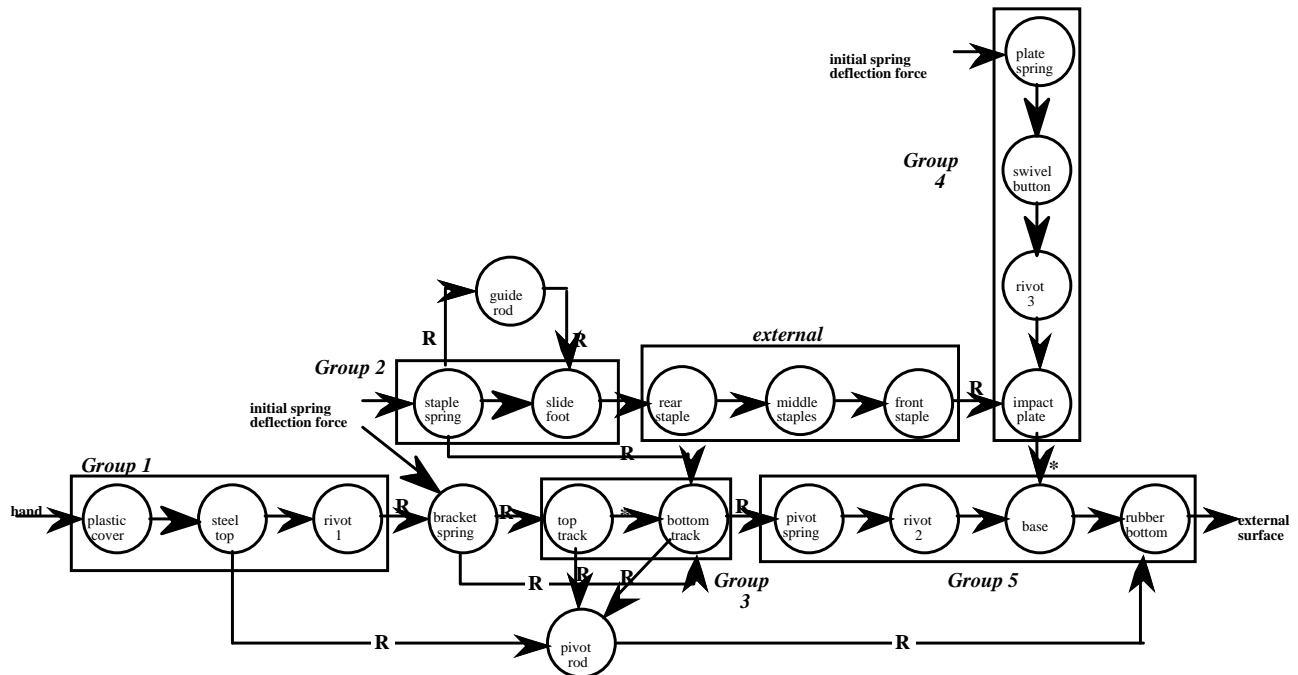 initial spring
deflection force
plate
spring
Group
4
swivel
button
rivot
3
guide
rod
R
R
external
Group 2
staple
spring
slide
foot
rear
staple
middle
staples
front
staple
R
impact
plate
initial spring
deflection force
R
*
Group 1
hand
plastic
cover
steel
top
rivot
1
R
bracket
spring
R
top
track
*
bottom
track
R
pivot
spring
rivot
2
base
rubber
bottom
external
surface
R
R
R
Group
3
Group 5
R
pivot
rod
R